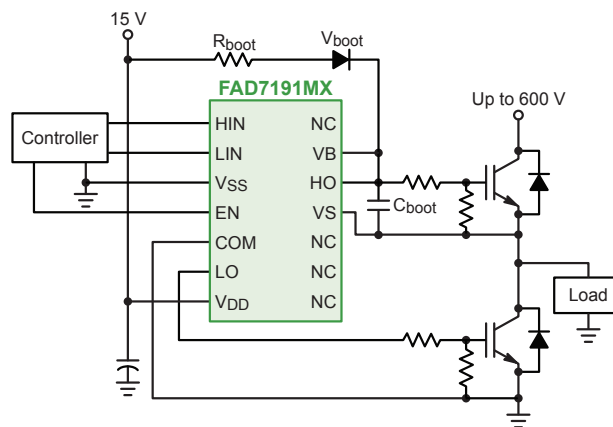 15 V
Rboot
Vboot
FAD7191MX
Up to 600 V
Controller
HIN
NC
LIN
VB
VSS
HO
EN
VS
Cboot
COM
NC
LO
NC
VDD
NC
Load